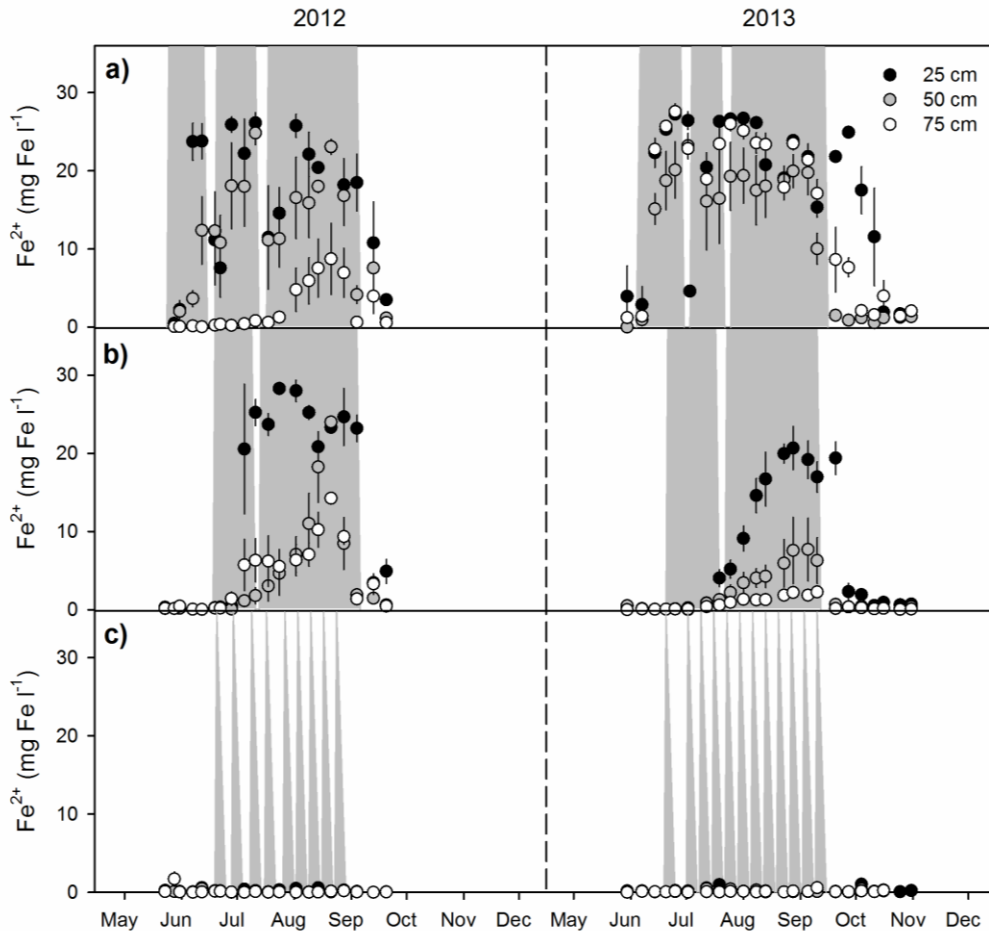 2012 2013
a)
25 cm
50 cm
75 cm
30
20
10
0
Fe²⁺ (mg Fe l⁻¹)
b)
30
20
10
0
Fe²⁺ (mg Fe l⁻¹)
c)
30
20
10
0
Fe²⁺ (mg Fe l⁻¹)
May Jun Jul Aug Sep Oct Nov Dec May Jun Jul Aug Sep Oct Nov Dec